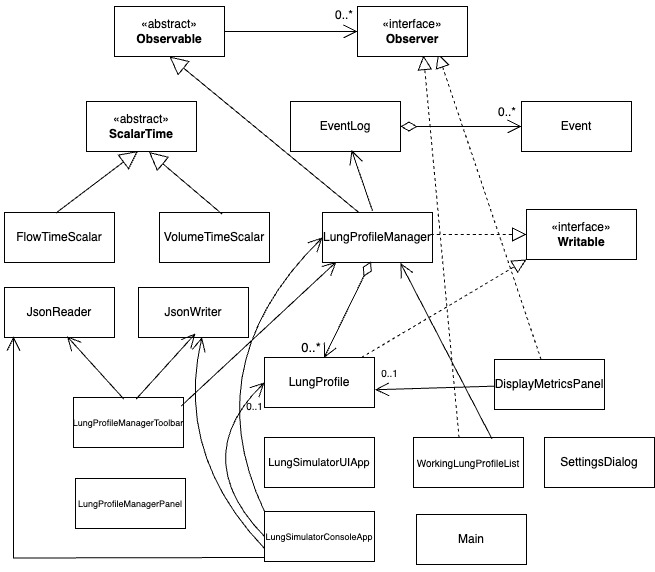 «abstract»
Observable
0..*
«interface»
Observer
«abstract»
ScalarTime
EventLog
0..*
Event
FlowTimeScalar
VolumeTimeScalar
LungProfileManager
«interface»
Writable
JsonReader
JsonWriter
0..*
LungProfile
0..1
DisplayMetricsPanel
0..1
LungProfileManagerToolbar
LungSimulatorUIApp
WorkingLungProfileList
SettingsDialog
LungProfileManagerPanel
LungSimulatorConsoleApp
Main